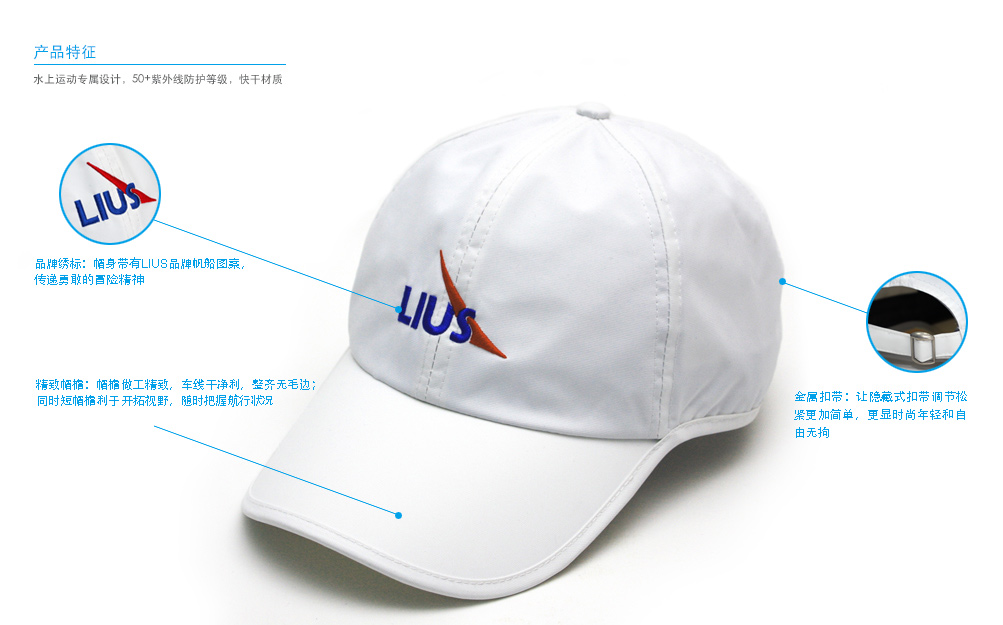 产品特征
水上运动专属设计，50+紫外线防护等级，快干材质
LIUS
品牌绣标：帽身带有LIUS品牌帆船图案，
传递勇敢的冒险精神
LIUS
精致帽檐：帽檐做工精致，车线干净利，整齐无毛边；
同时短帽檐利于开拓视野，随时把握航行状况
金属扣带：让隐藏式扣带调节松
紧更加简单，更显时尚年轻和自
由无拘